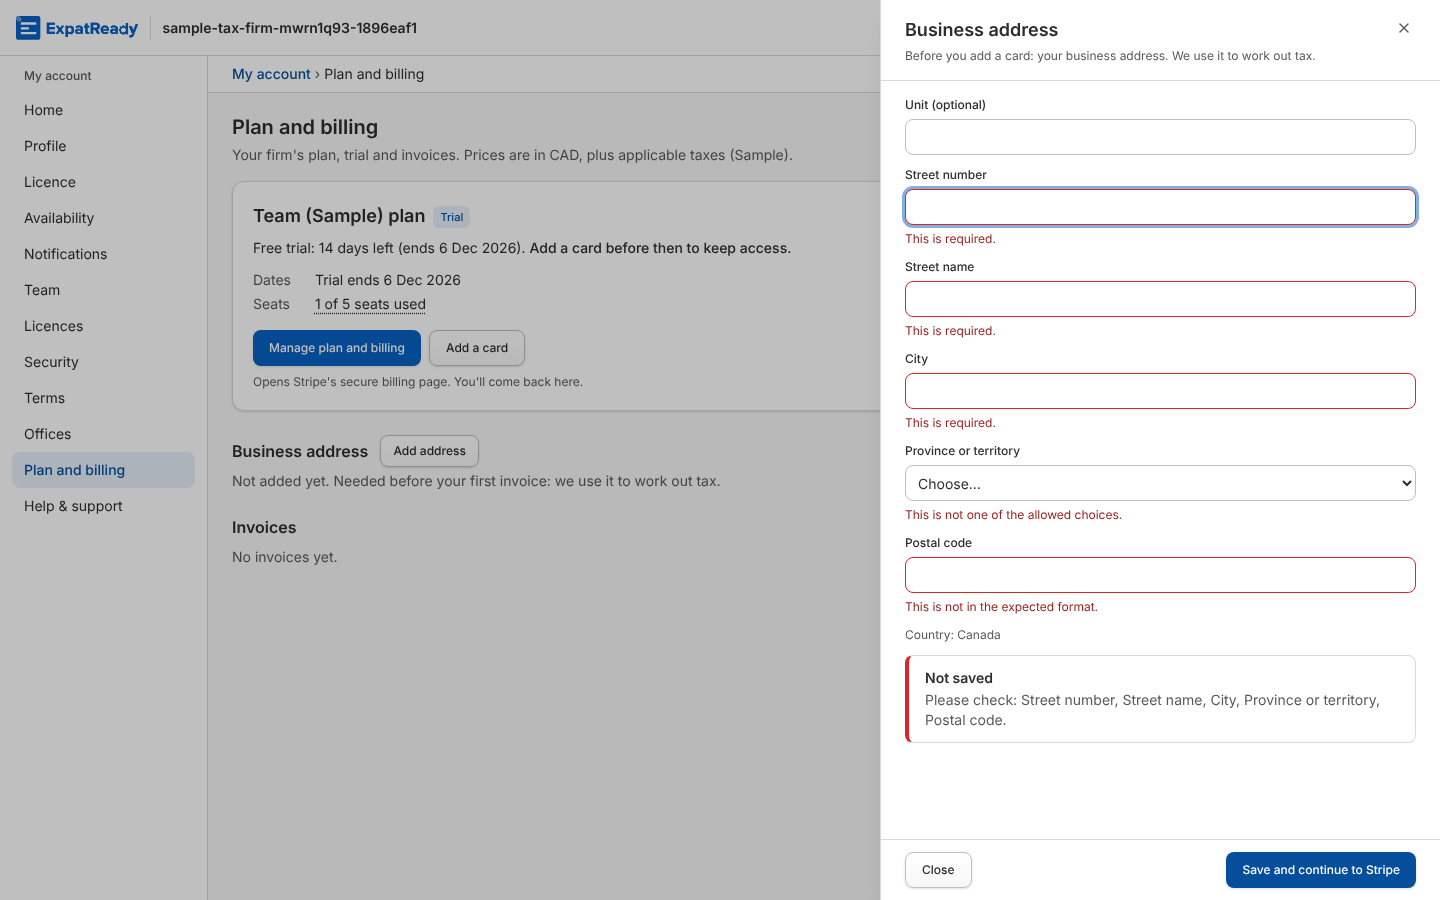 ExpatReady
sample-tax-firm-mwrn1q93-1896eaf1
My account
Home
Profile
Licence
Availability
Notifications
Team
Licences
Security
Terms
Offices
Plan and billing
Help & support
My account › Plan and billing
Plan and billing
Your firm's plan, trial and invoices. Prices are in CAD, plus applicable taxes (Sample).
Team (Sample) plan Trial
Free trial: 14 days left (ends 6 Dec 2026). Add a card before then to keep access.
Dates Trial ends 6 Dec 2026
Seats 1 of 5 seats used
Manage plan and billing Add a card
Opens Stripe's secure billing page. You'll come back here.
Business address Add address
Not added yet. Needed before your first invoice: we use it to work out tax.
Invoices
No invoices yet.
Business address
Before you add a card: your business address. We use it to work out tax.
Unit (optional)
Street number
This is required.
Street name
This is required.
City
This is required.
Province or territory
Choose...
This is not one of the allowed choices.
Postal code
This is not in the expected format.
Country: Canada
Not saved
Please check: Street number, Street name, City, Province or territory,
Postal code.
Close Save and continue to Stripe